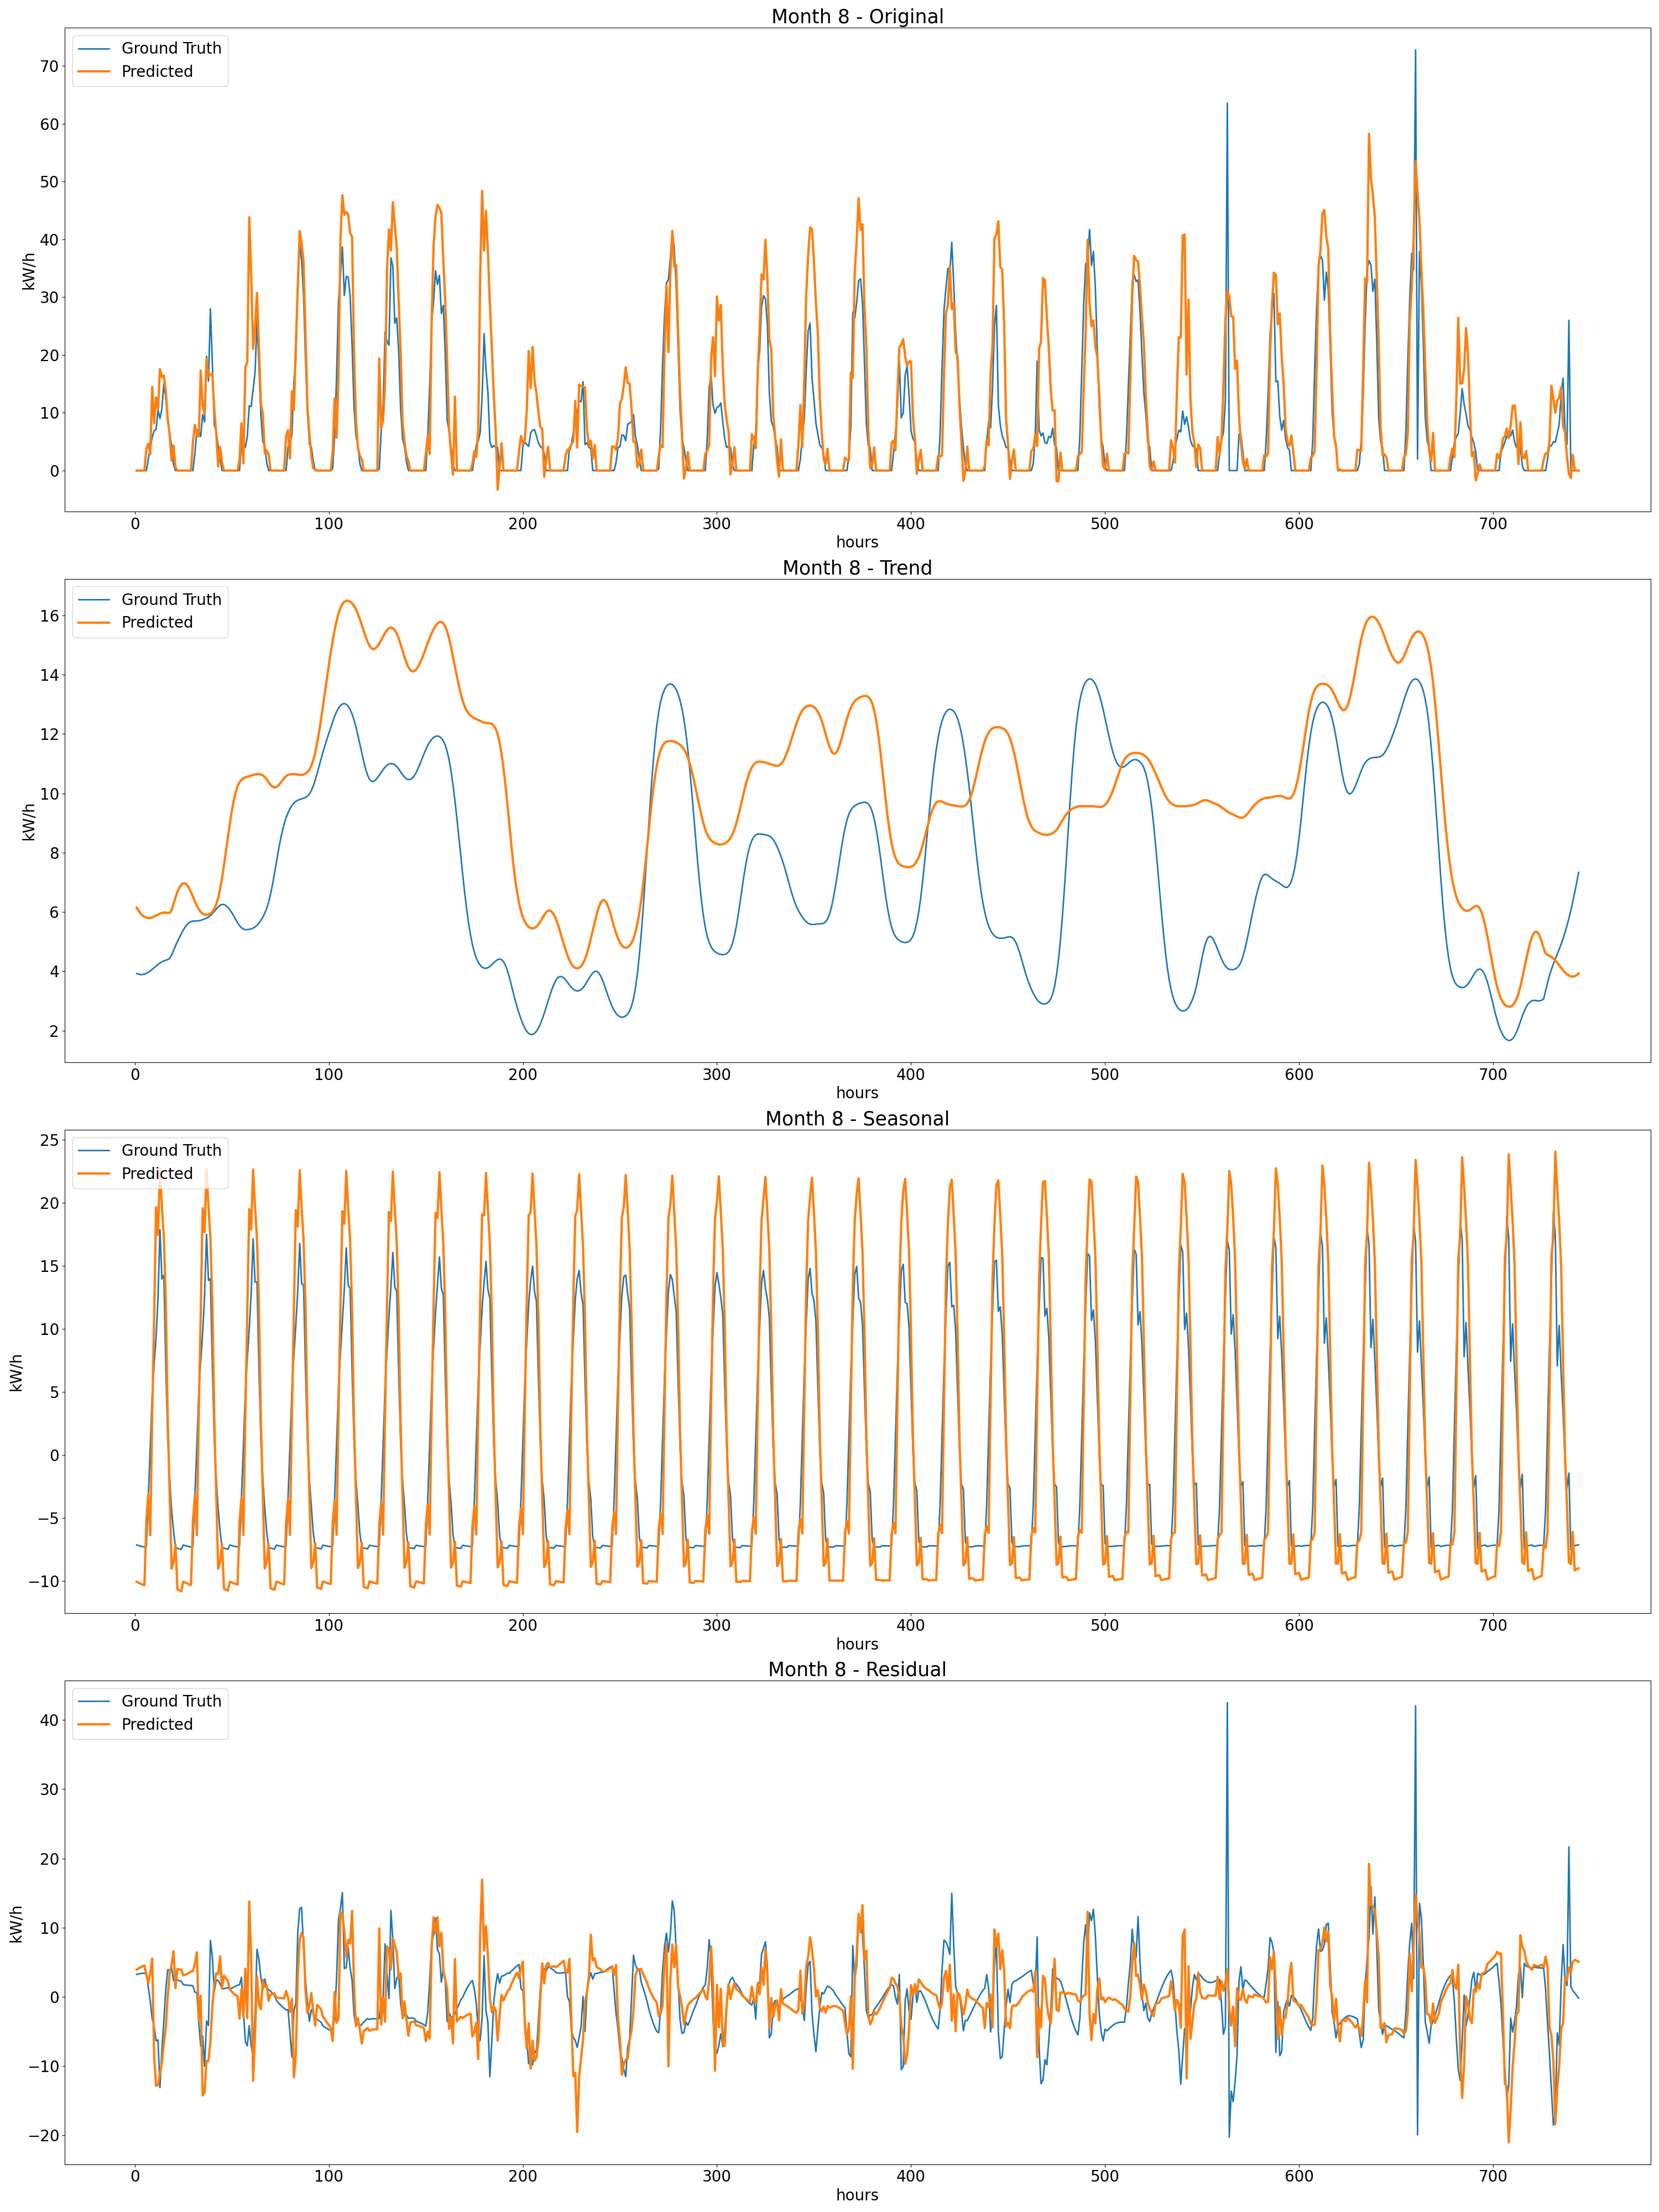 Month 8 - Original
Ground Truth
Predicted
kW/h
70
60
50
40
30
20
10
0
0 100 200 300 400 500 600 700
hours
Month 8 - Trend
Ground Truth
Predicted
kW/h
16
14
12
10
8
6
4
2
0 100 200 300 400 500 600 700
hours
Month 8 - Seasonal
Ground Truth
Predicted
kW/h
25
20
15
10
5
0
−5
−10
0 100 200 300 400 500 600 700
hours
Month 8 - Residual
Ground Truth
Predicted
kW/h
40
30
20
10
0
−10
−20
0 100 200 300 400 500 600 700
hours